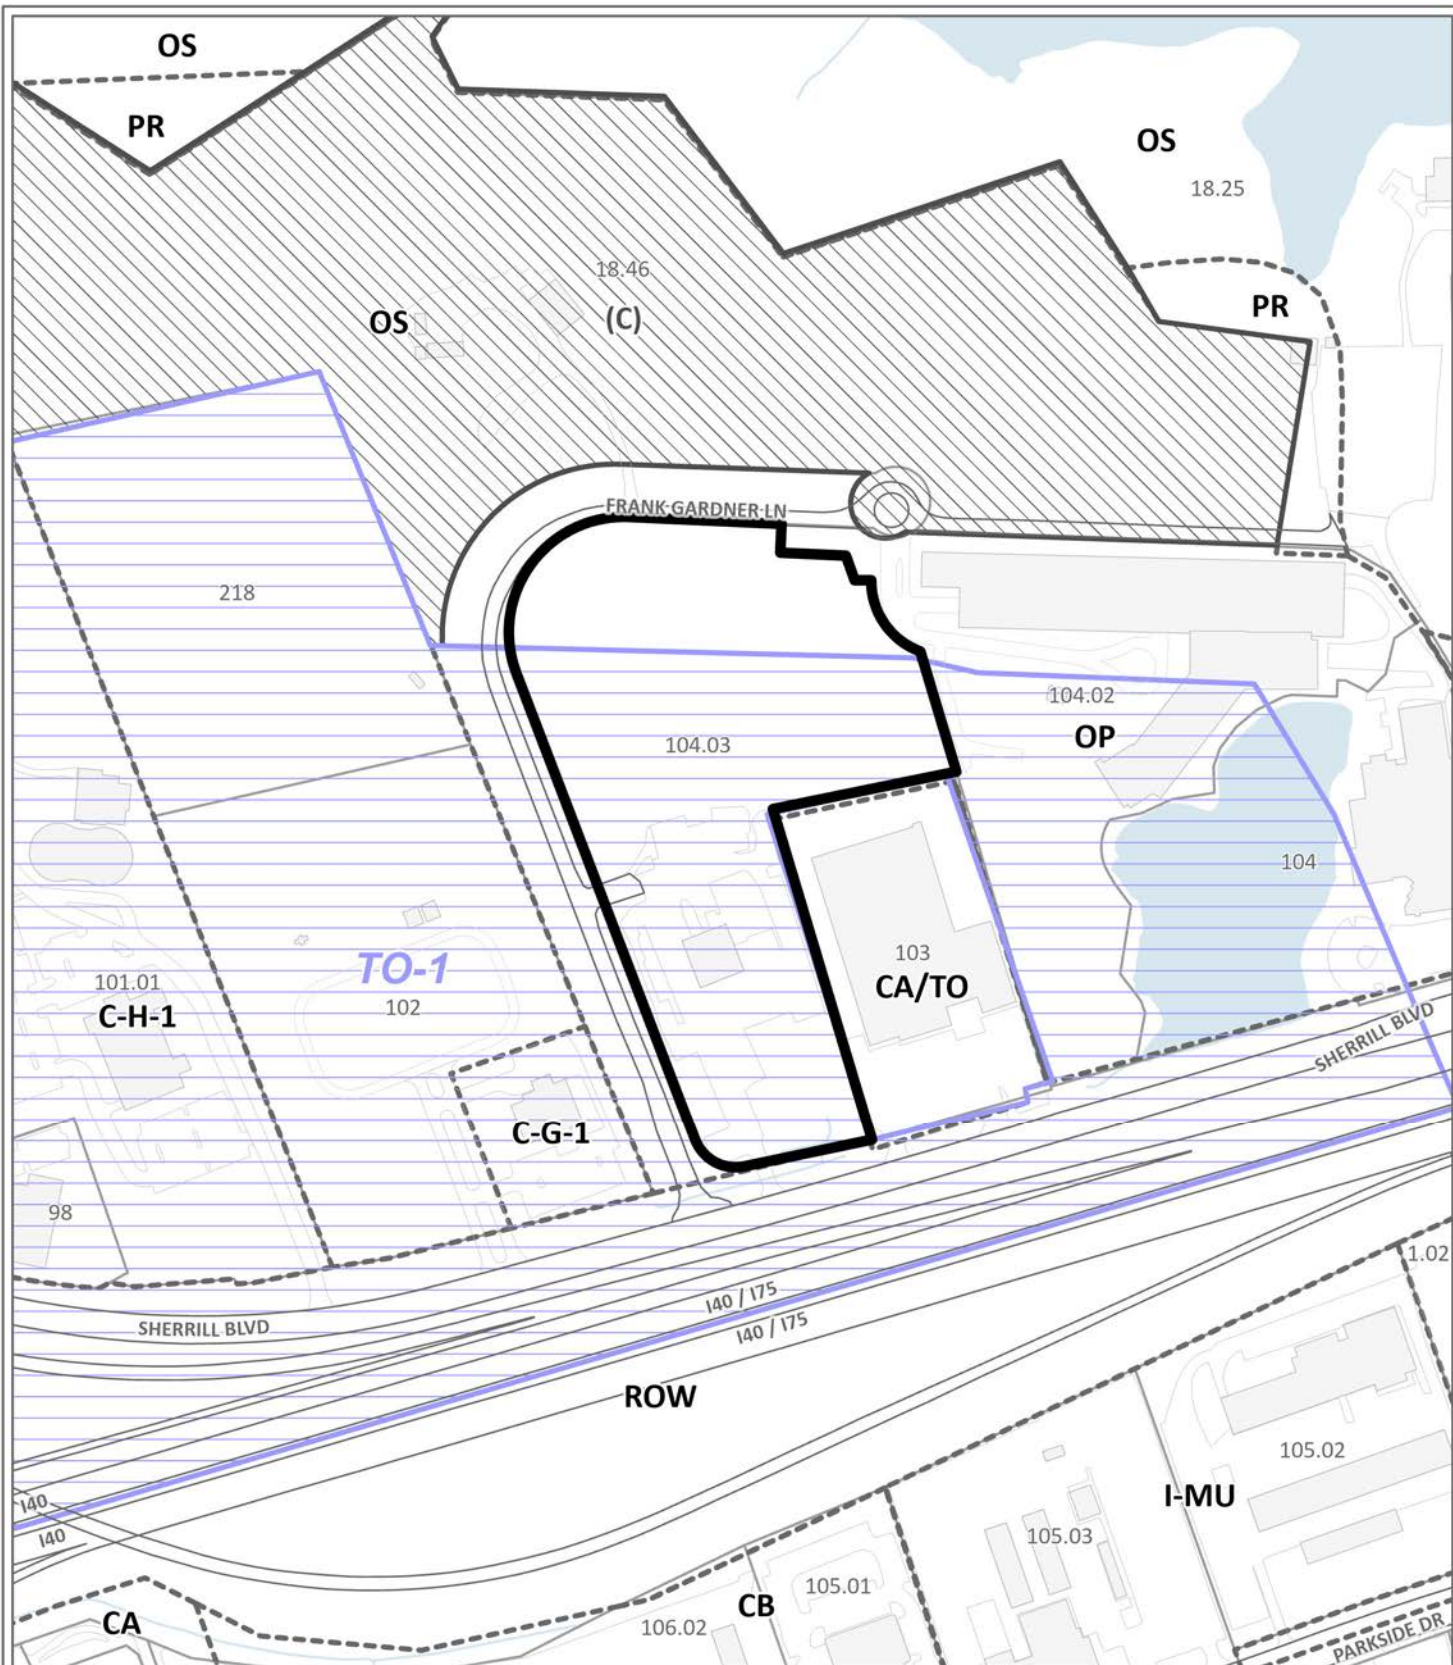 OS
PR
OS
18.25
18.46
(C)
OS
PR
FRANK GARDNER LN
218
104.02
OP
104.03
104
103
CA/TO
TO-1
102
101.01
C-H-1
SHERRILL BLVD
C-G-1
98
1.02
I40 / I75
I40 / I75
SHERRILL BLVD
ROW
105.02
I-MU
I40
I40
105.03
105.01
CB
106.02
CA
PARKSIDE DR